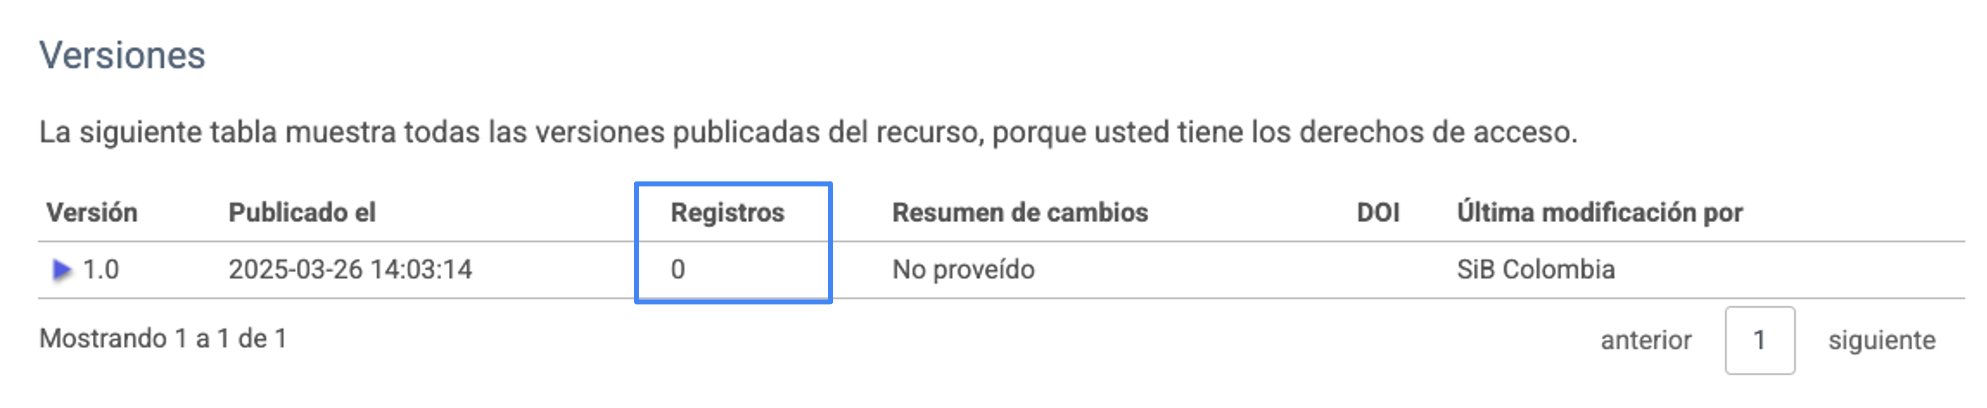 Versiones
La siguiente tabla muestra todas las versiones publicadas del recurso, porque usted tiene los derechos de acceso.
Versión Publicado el Registros Resumen de cambios DOI Última modificación por
1.0 2025-03-26 14:03:14 0 No proveído SiB Colombia
Mostrando 1 a 1 de 1 anterior 1 siguiente